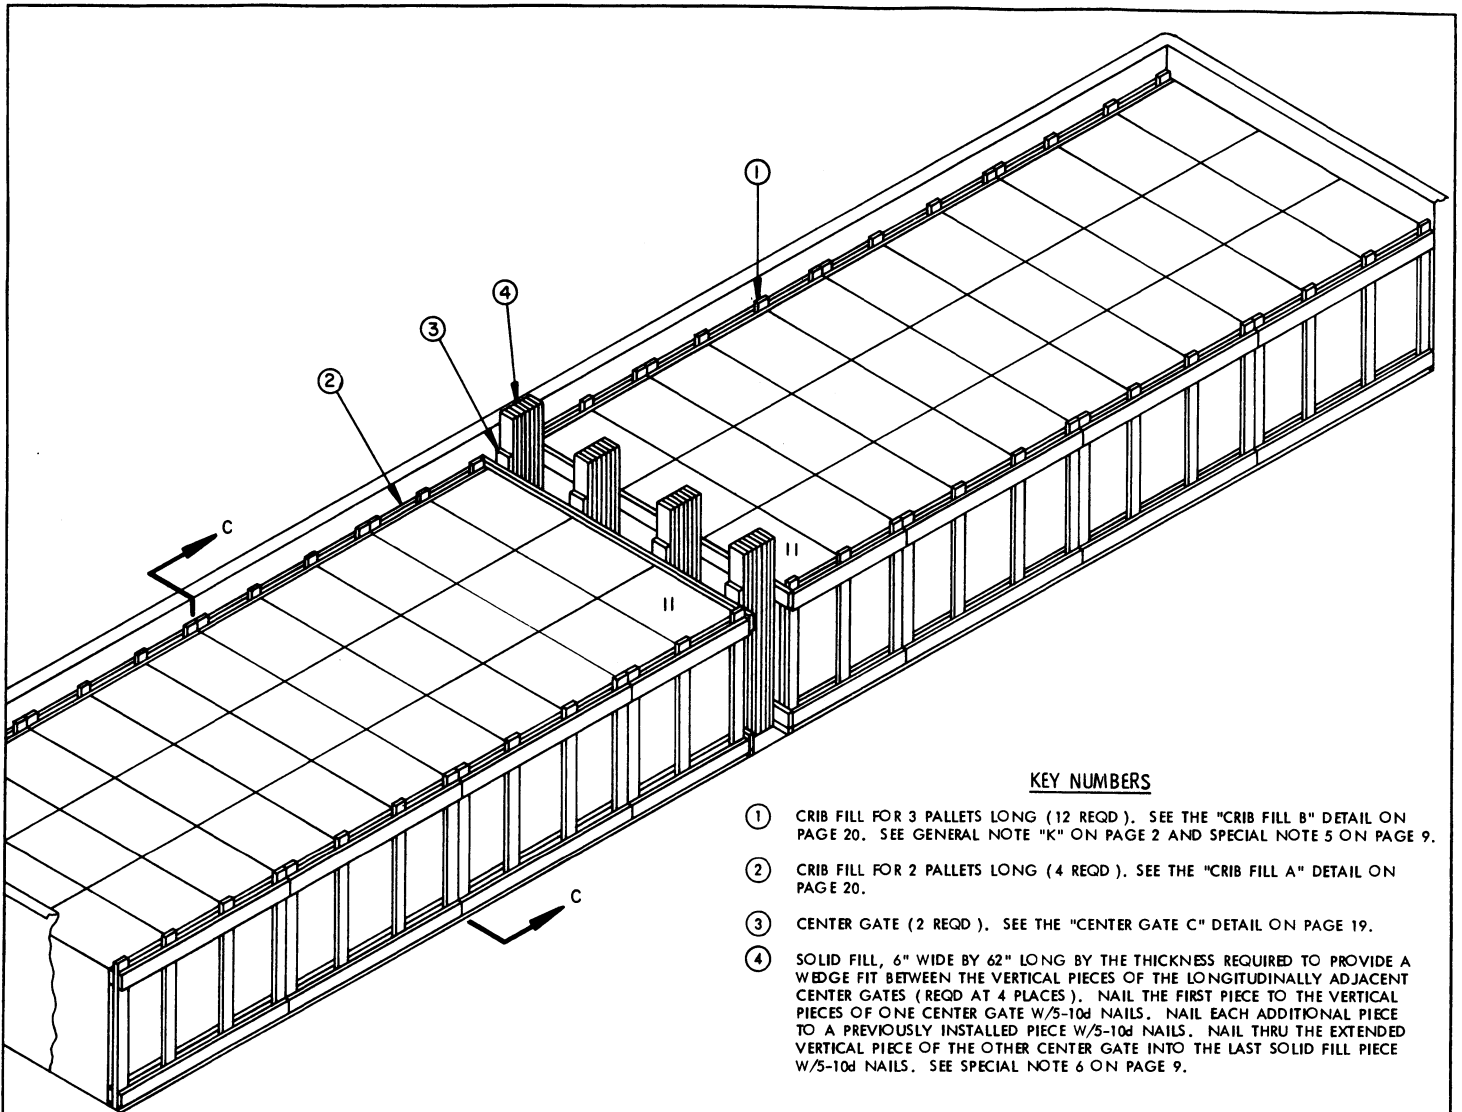 1
4
3
2
C
C
KEY NUMBERS
1 CRIB FILL FOR 3 PALLETS LONG (12 REQD). SEE THE "CRIB FILL B" DETAIL ON
PAGE 20. SEE GENERAL NOTE "K" ON PAGE 2 AND SPECIAL NOTE 5 ON PAGE 9.
2 CRIB FILL FOR 2 PALLETS LONG (4 REQD). SEE THE "CRIB FILL A" DETAIL ON
PAGE 20.
3 CENTER GATE (2 REQD). SEE THE "CENTER GATE C" DETAIL ON PAGE 19.
4 SOLID FILL, 6" WIDE BY 62" LONG BY THE THICKNESS REQUIRED TO PROVIDE A
WEDGE FIT BETWEEN THE VERTICAL PIECES OF THE LONGITUDINALLY ADJACENT
CENTER GATES (REQD AT 4 PLACES). NAIL THE FIRST PIECE TO THE VERTICAL
PIECES OF ONE CENTER GATE W/5-10d NAILS. NAIL EACH ADDITIONAL PIECE
TO A PREVIOUSLY INSTALLED PIECE W/5-10d NAILS. NAIL THRU THE EXTENDED
VERTICAL PIECE OF THE OTHER CENTER GATE INTO THE LAST SOLID FILL PIECE
W/5-10d NAILS. SEE SPECIAL NOTE 6 ON PAGE 9.